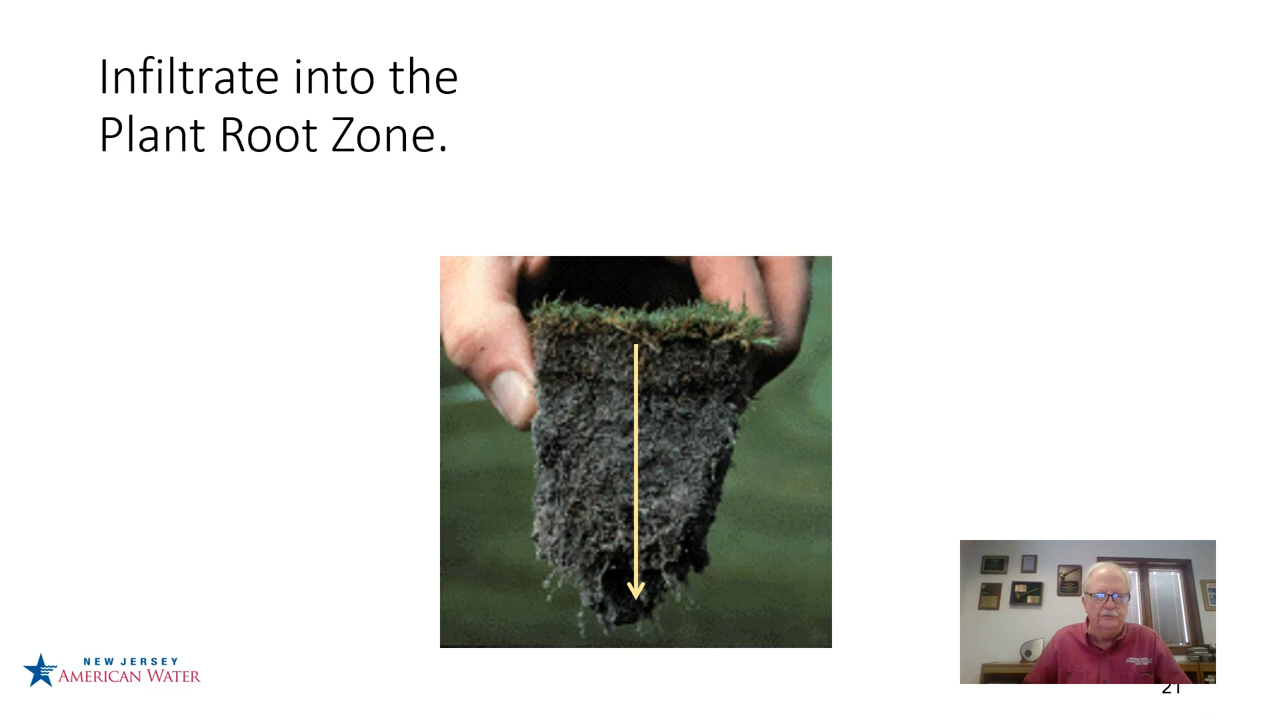 Infiltrate into the
Plant Root Zone.
NEW JERSEY
AMERICAN WATER
21